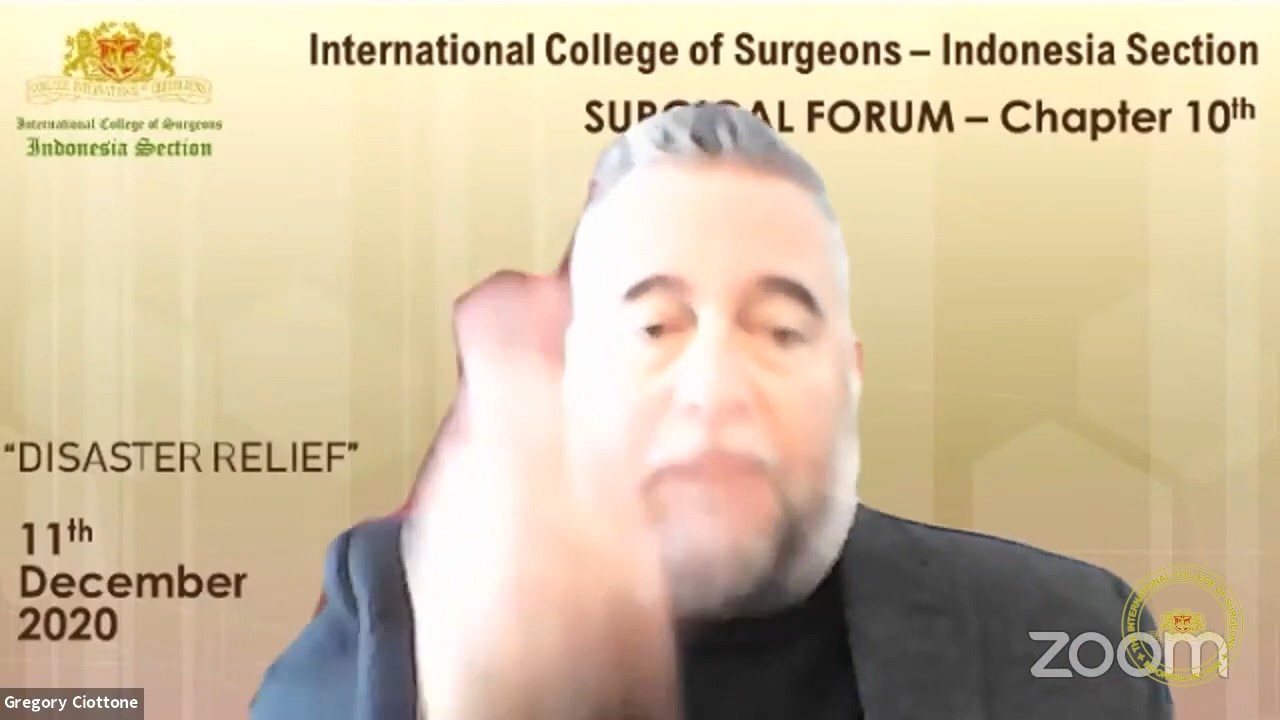 International College of Surgeons – Indonesia Section
SURGICAL FORUM – Chapter 10th
International College of Surgeons
Indonesia Section
“DISASTER RELIEF”
11th
December
2020
zoom
Gregory Ciottone